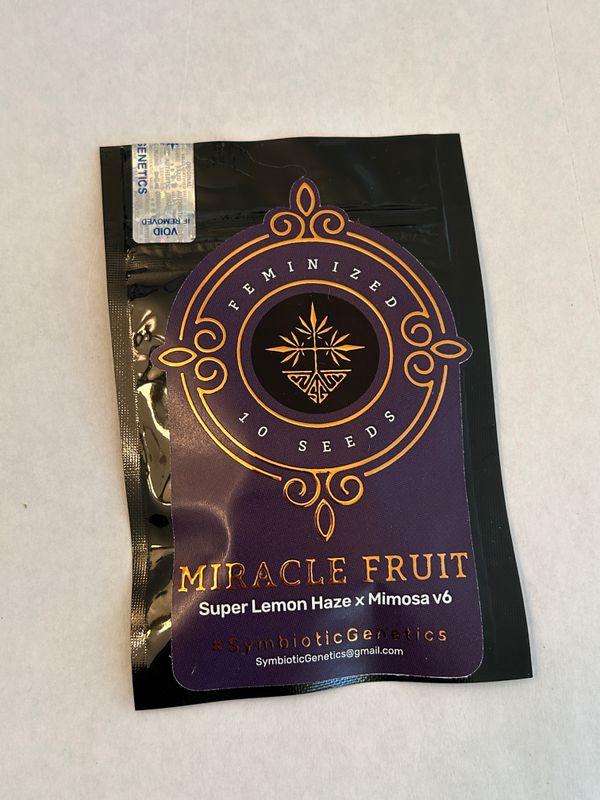 GENETICS
VOID
IF REMOVED
FEMINIZED
10 SEEDS
MIRACLE FRUIT
Super Lemon Haze x Mimosa v6
#SymbioticGenetics
SymbioticGenetics@gmail.com